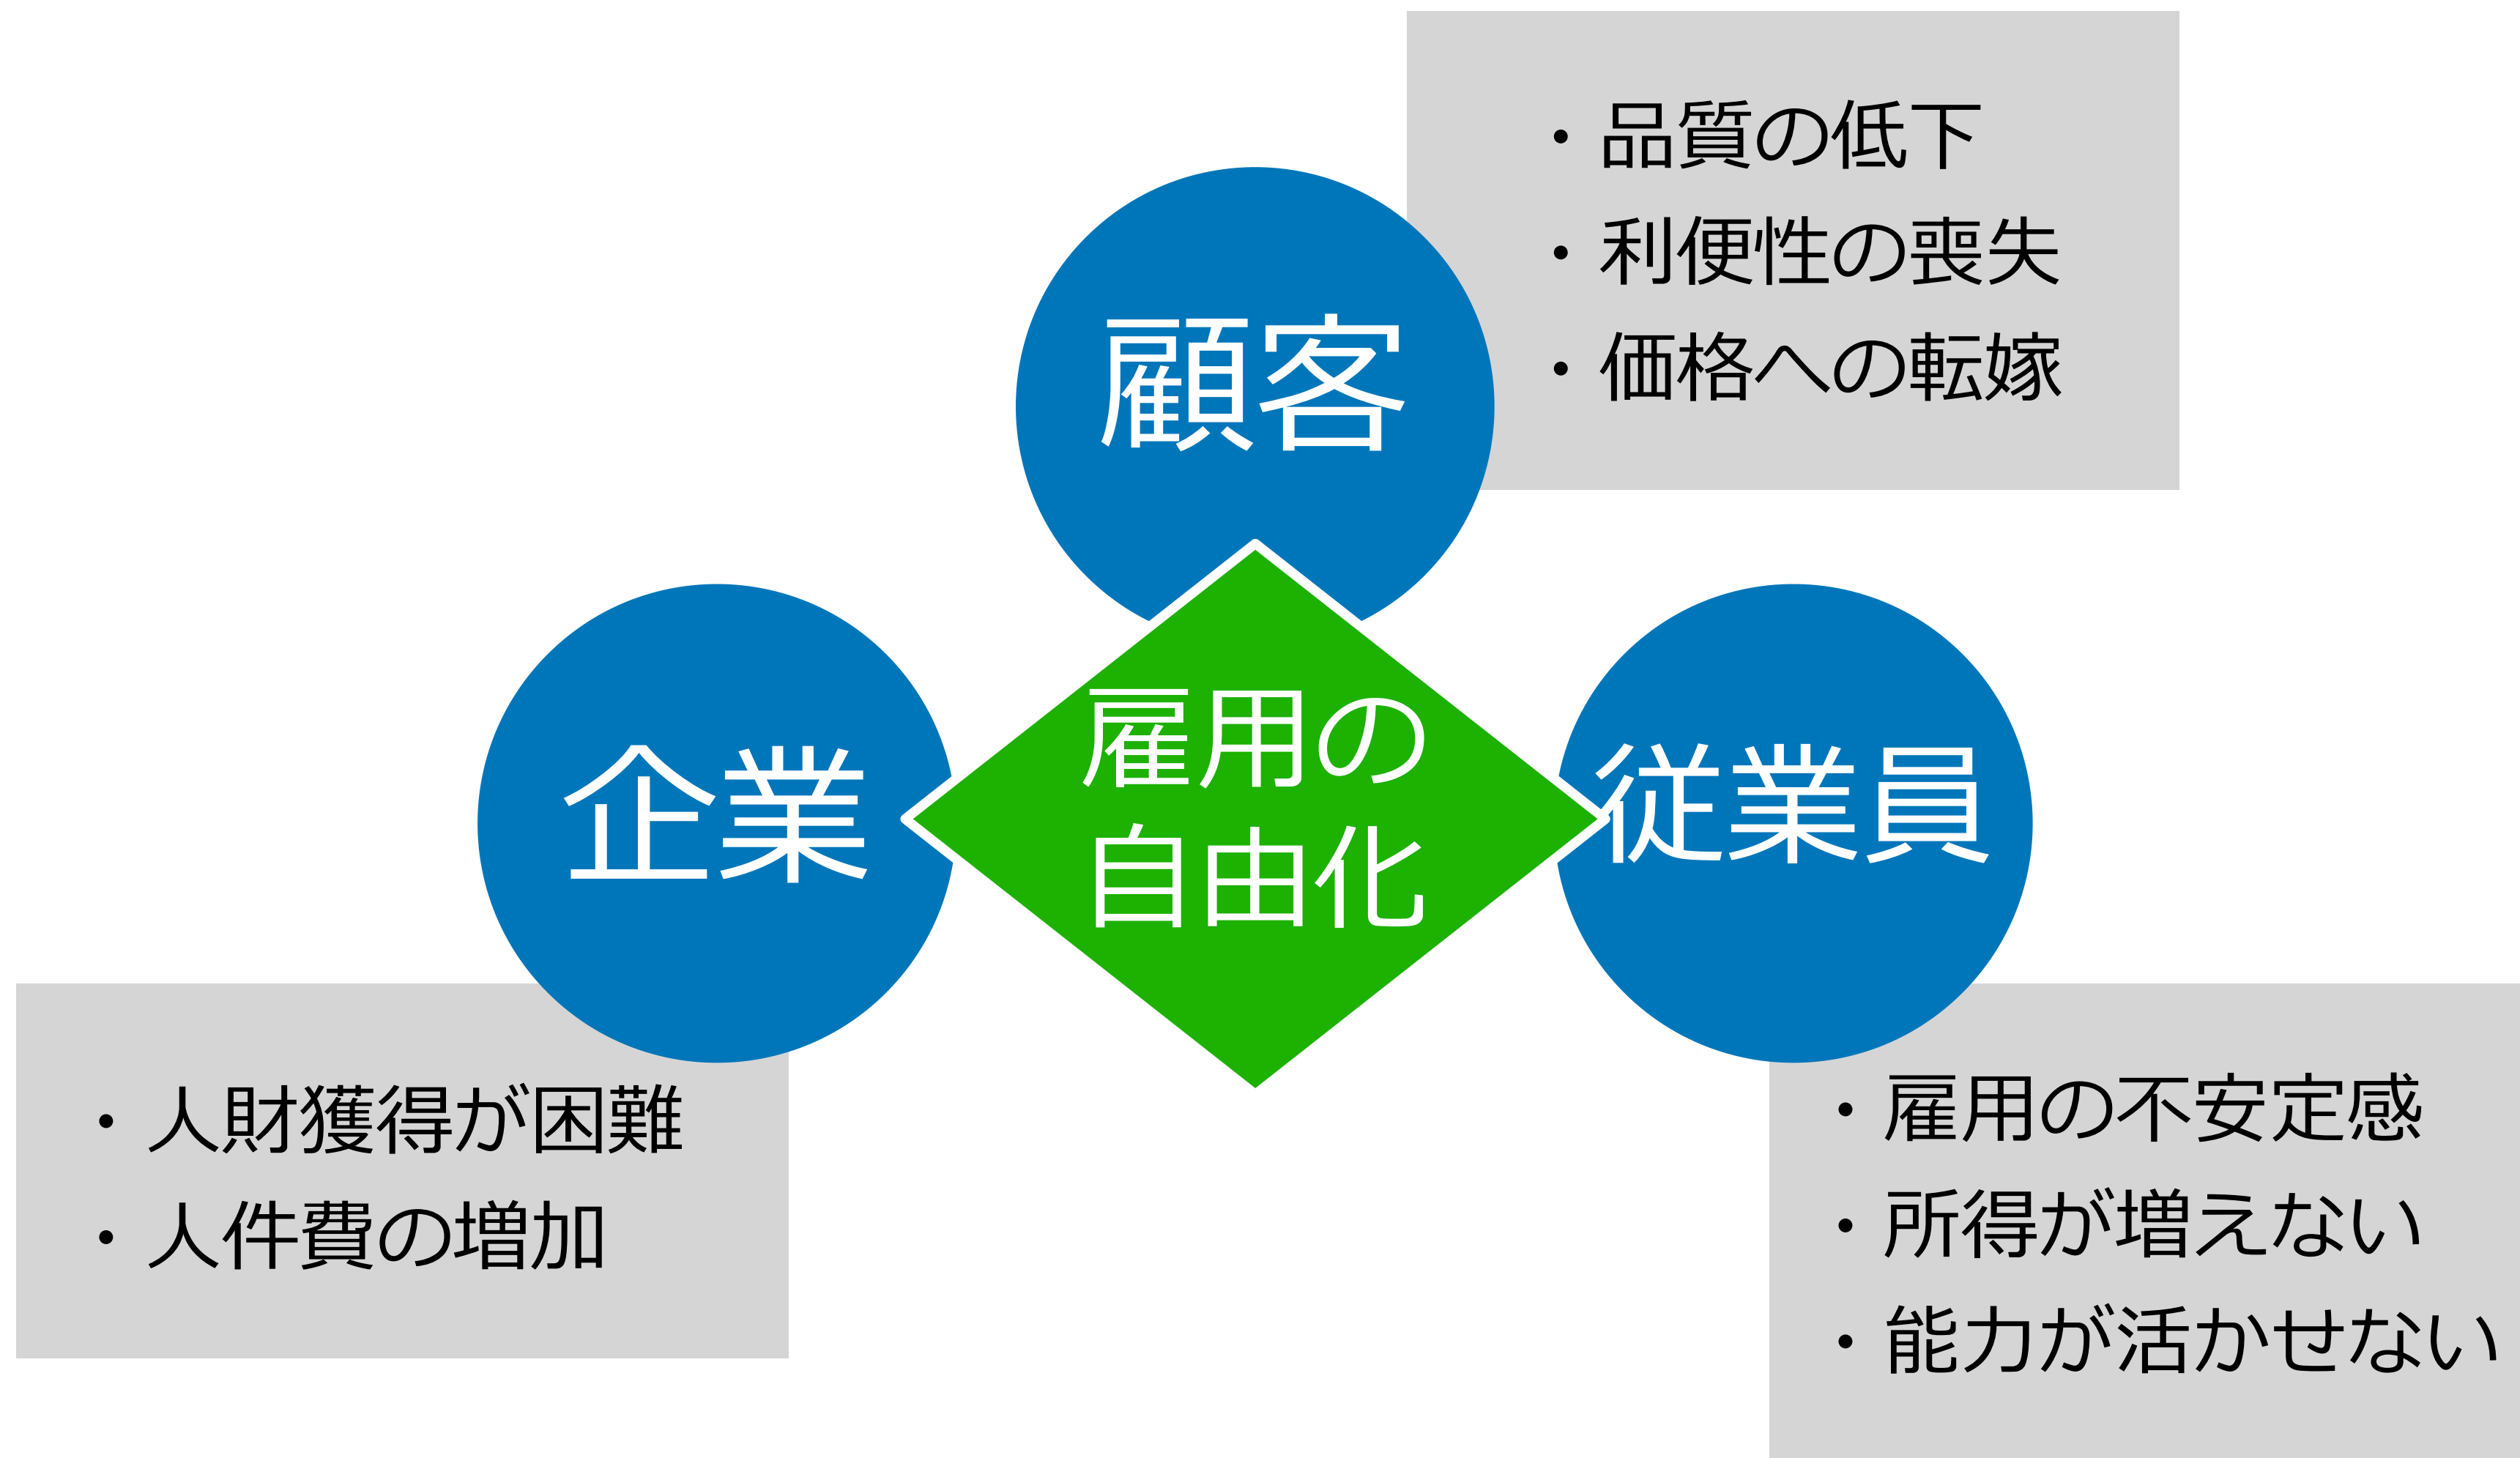 ・品質の低下
・利便性の喪失
・価格への転嫁
顧客
企業
雇用の
自由化
従業員
・人財獲得が困難
・人件費の増加
・雇用の不安定感
・所得が増えない
・能力が活かせない